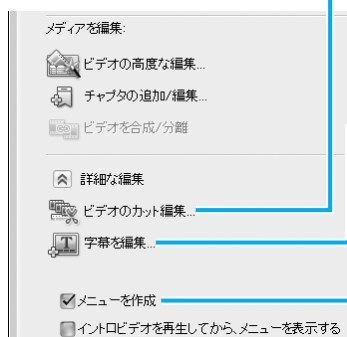 メディアを編集:
ビデオの高度な編集...
チャプタの追加/編集...
ビデオを合成/分離
詳細な編集
ビデオのカット編集...
字幕を編集...
メニューを作成
イントロビデオを再生してから、メニューを表示する